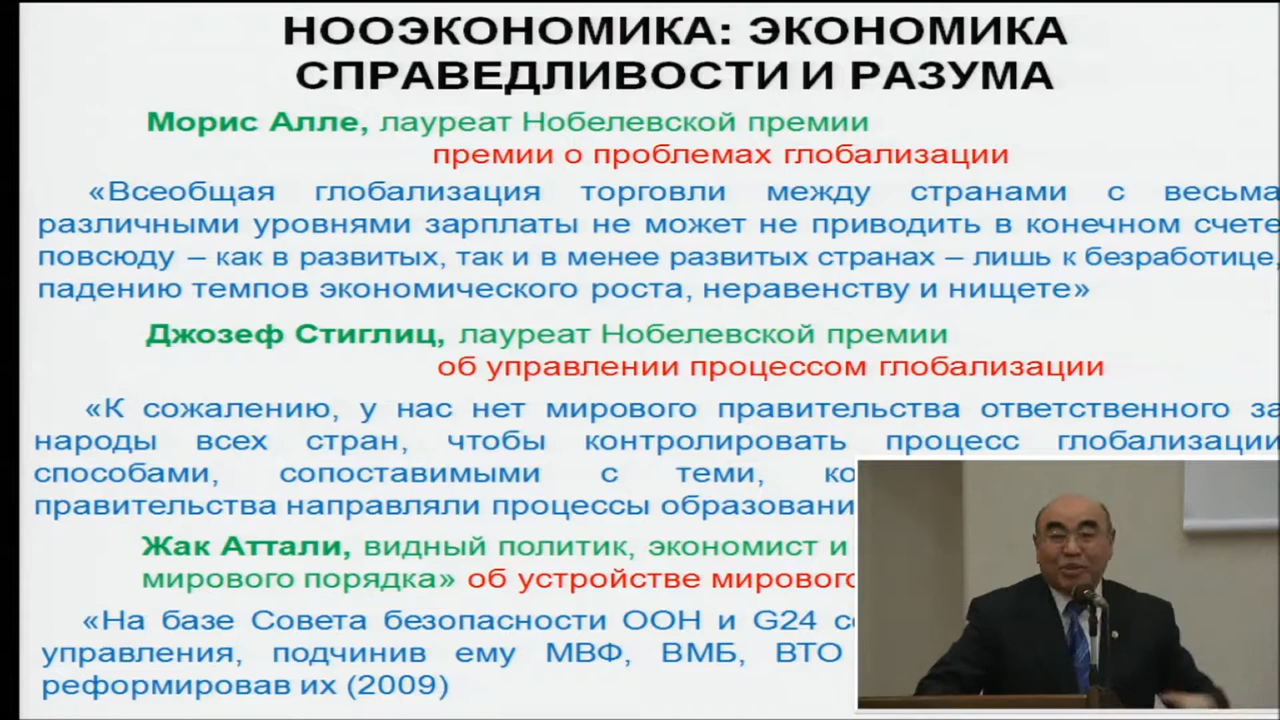 НООЭКОНОМИКА: ЭКОНОМИКА
СПРАВЕДЛИВОСТИ И РАЗУМА
Морис Алле, лауреат Нобелевской премии
премии о проблемах глобализации
«Всеобщая глобализация торговли между странами с весьма
различными уровнями зарплаты не может не приводить в конечном счете
повсюду – как в развитых, так и в менее развитых странах – лишь к безработице,
падению темпов экономического роста, неравенству и нищете»
Джозеф Стиглиц, лауреат Нобелевской премии
об управлении процессом глобализации
«К сожалению, у нас нет мирового правительства ответственного за
народы всех стран, чтобы контролировать процесс глобализации
способами, сопоставимыми с теми,
правительства направляли процессы
Жак Аттали, видный политик, экономист и
мирового порядка» об устройстве мирового
«На базе Совета безопасности ООН и G24
управления, подчинив ему МВФ, ВМБ, ВТО
реформировав их (2009)